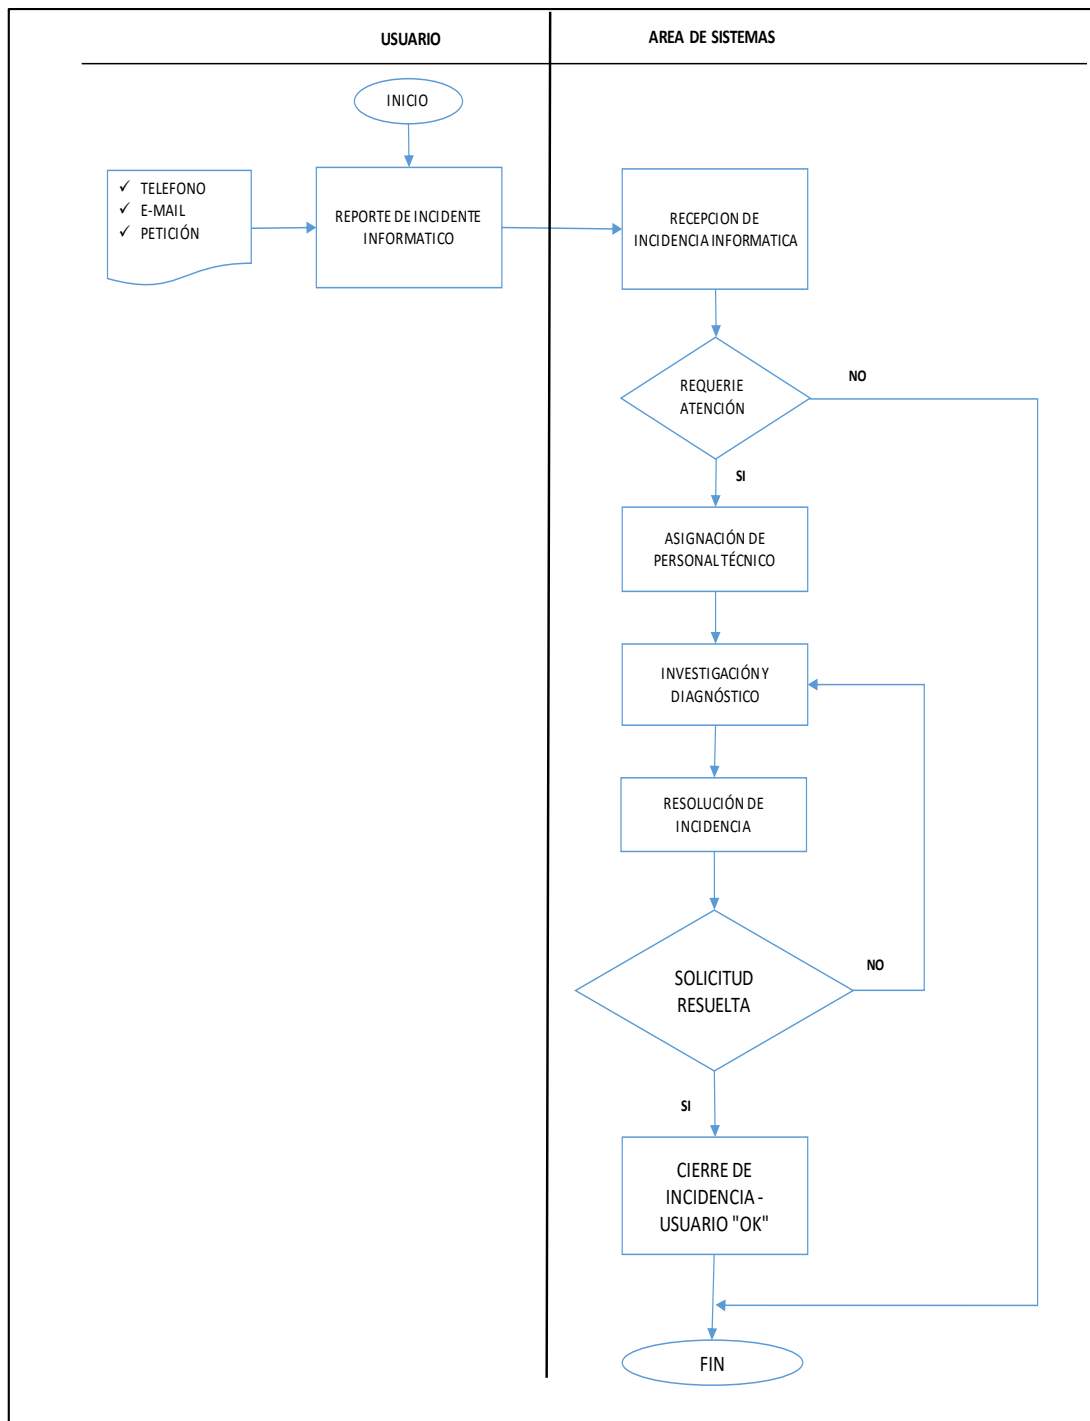 USUARIO
AREA DE SISTEMAS
INICIO
✓ TELEFONO
✓ E-MAIL
✓ PETICIÓN
REPORTE DE INCIDENTE
INFORMATICO
RECEPCION DE
INCIDENCIA INFORMATICA
REQUERIE
ATENCIÓN
NO
SI
ASIGNACIÓN DE
PERSONAL TÉCNICO
INVESTIGACIÓN Y
DIAGNÓSTICO
RESOLUCIÓN DE
INCIDENCIA
SOLICITUD
RESUELTA
NO
SI
CIERRE DE
INCIDENCIA -
USUARIO "OK"
FIN